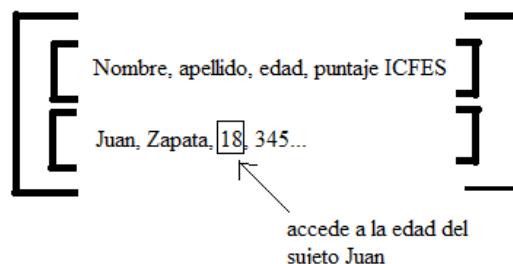 Nombre, apellido, edad, puntaje ICFES
Juan, Zapata, 18, 345...
accede a la edad del
sujeto Juan